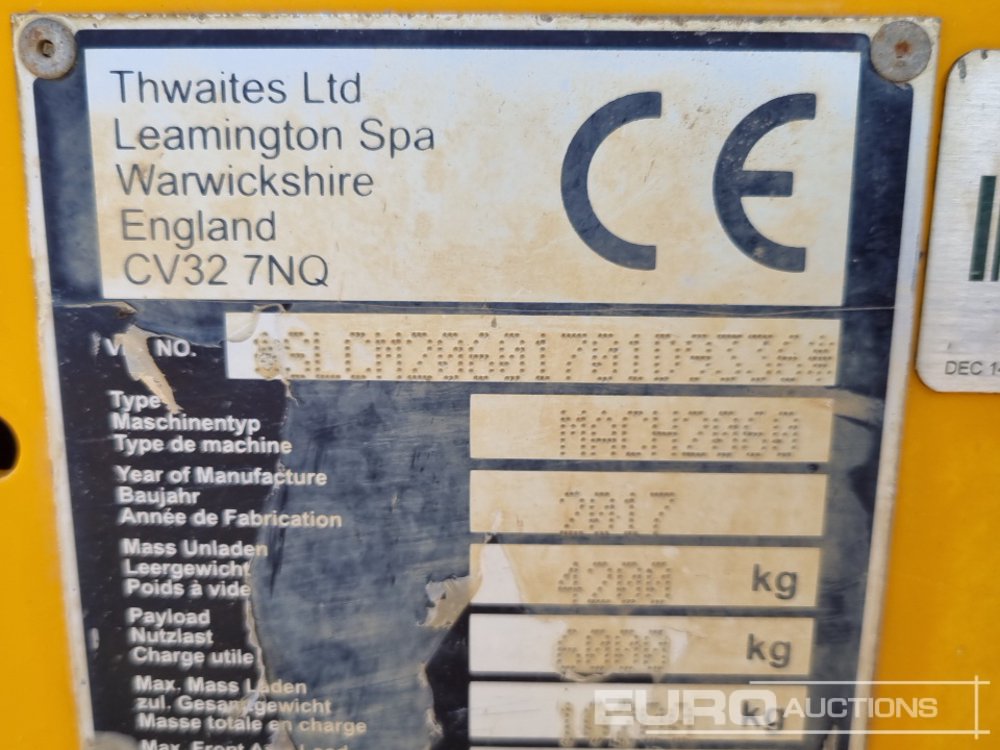 Thwaites Ltd
Leamington Spa
Warwickshire
England
CV32 7NQ
CE
NO.
Type
Maschinentyp
Type de machine
MACH2060
Year of Manufacture
Baujahr
Année de Fabrication
2017
Mass Unladen
Leergewicht
Poids à vide
4200 kg
Payload
Nutzlast
Charge utile
6000 kg
Max. Mass Laden
zul. Gesamtgewicht
Masse totale en charge
kg
DEC 14
EURO AUCTIONS